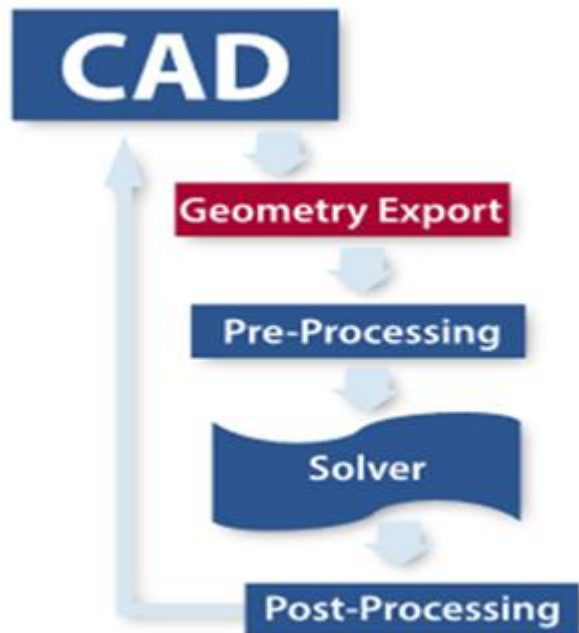 CAD
Geometry Export
Pre-Processing
Solver
Post-Processing